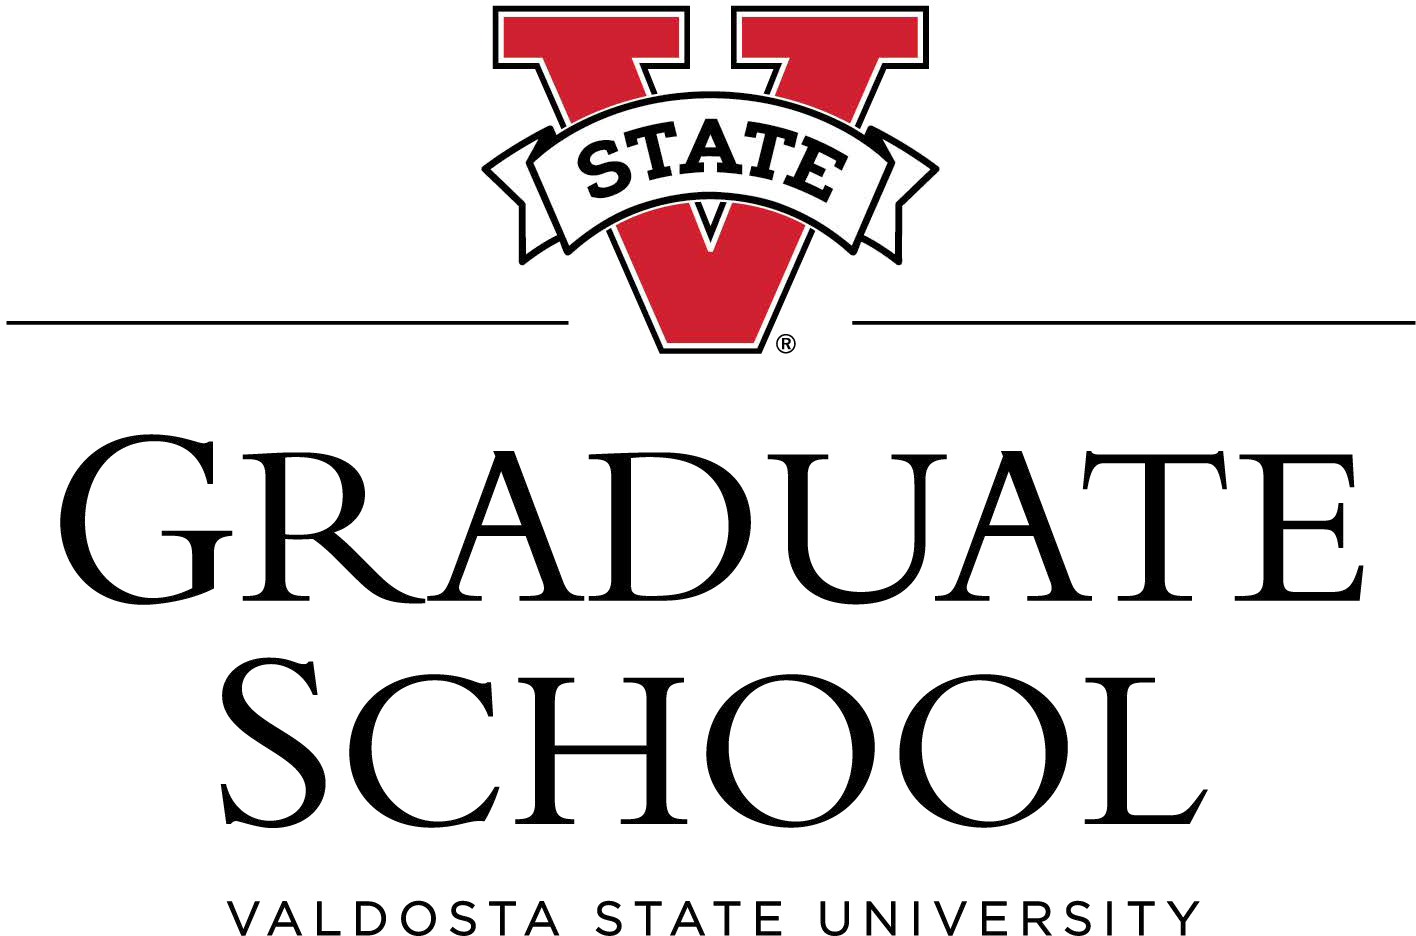 V
STATE
®
GRADUATE
SCHOOL
VALDOSTA STATE UNIVERSITY